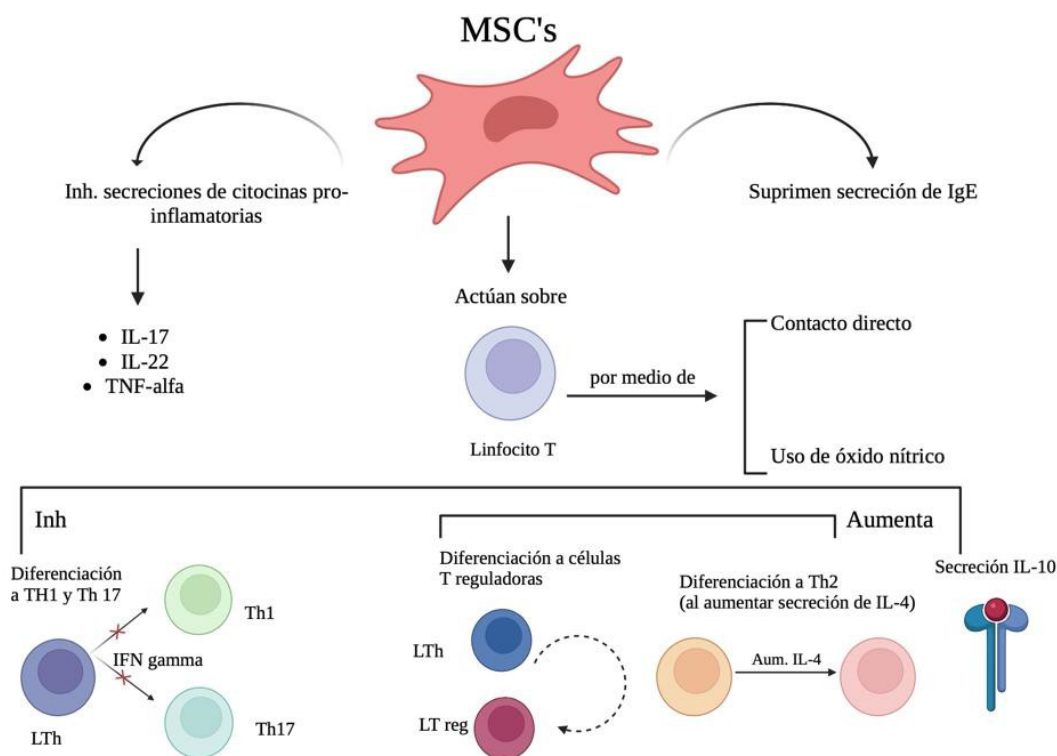 MSC's
Inh. secreciones de citocinas pro-
inflamatorias
Suprimen secreción de IgE
Actúan sobre
• IL-17
• IL-22
• TNF-alfa
Linfocito T
por medio de
Contacto directo
Uso de óxido nítrico
Inh
Diferenciación
a TH1 y Th 17
Th1
IFN gamma
LTh
Th17
Aumenta
Diferenciación a células
T reguladoras
LTh
LT reg
Diferenciación a Th2
(al aumentar secreción de IL-4)
Aum. IL-4
Secreción IL-10